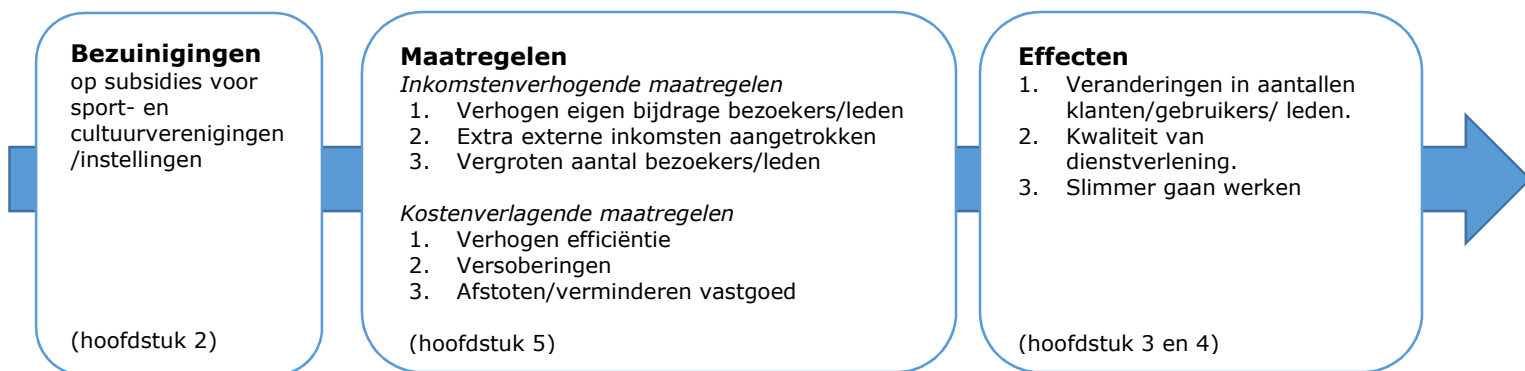 Bezuinigingen
op subsidies voor
sport- en
cultuurverenigingen
/instellingen
(hoofdstuk 2)
Maatregelen
Inkomstenverhogende maatregelen
1. Verhogen eigen bijdrage bezoekers/leden
2. Extra externe inkomsten aangetrokken
3. Vergroten aantal bezoekers/leden
Kostenverlagende maatregelen
1. Verhogen efficiëntie
2. Versoberingen
3. Afstoten/verminderen vastgoed
(hoofdstuk 5)
Effecten
1. Veranderingen in aantallen
klanten/gebruikers/ leden.
2. Kwaliteit van
dienstverlening.
3. Slimmer gaan werken
(hoofdstuk 3 en 4)